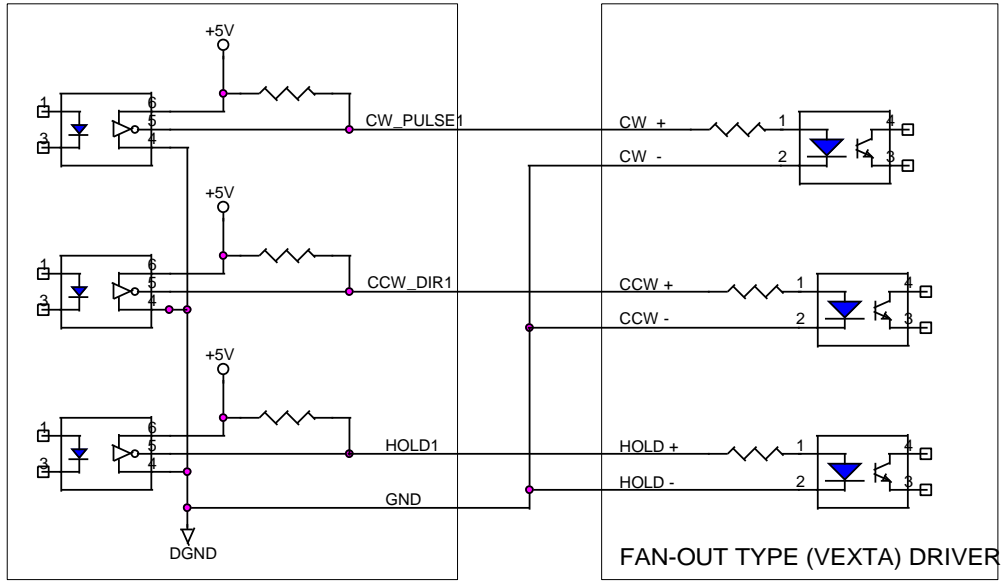 +5V
1
6
5
3
4
CW_PULSE1
CW +
1
4
CW -
2
3
+5V
1
6
5
3
4
CCW_DIR1
CCW +
1
4
CCW -
2
3
+5V
1
6
5
3
4
HOLD1
HOLD +
1
4
HOLD -
2
3
GND
DGND
FAN-OUT TYPE (VEXTA) DRIVER